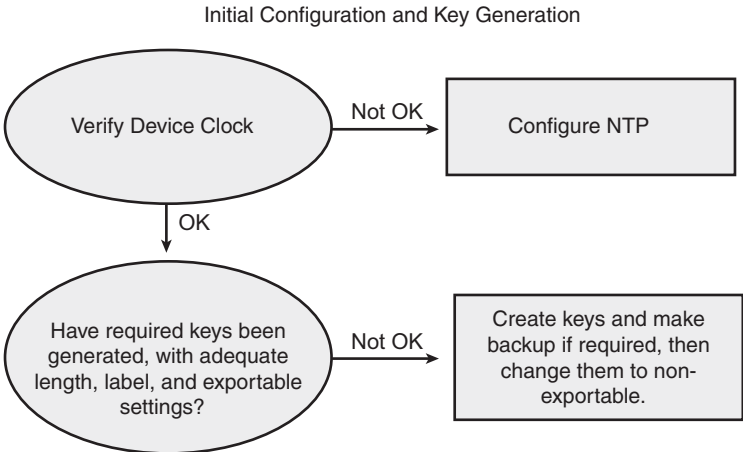 Initial Configuration and Key Generation
Verify Device Clock
Not OK
Configure NTP
OK
Have required keys been
generated, with adequate
length, label, and exportable
settings?
Not OK
Create keys and make
backup if required, then
change them to non-
exportable.